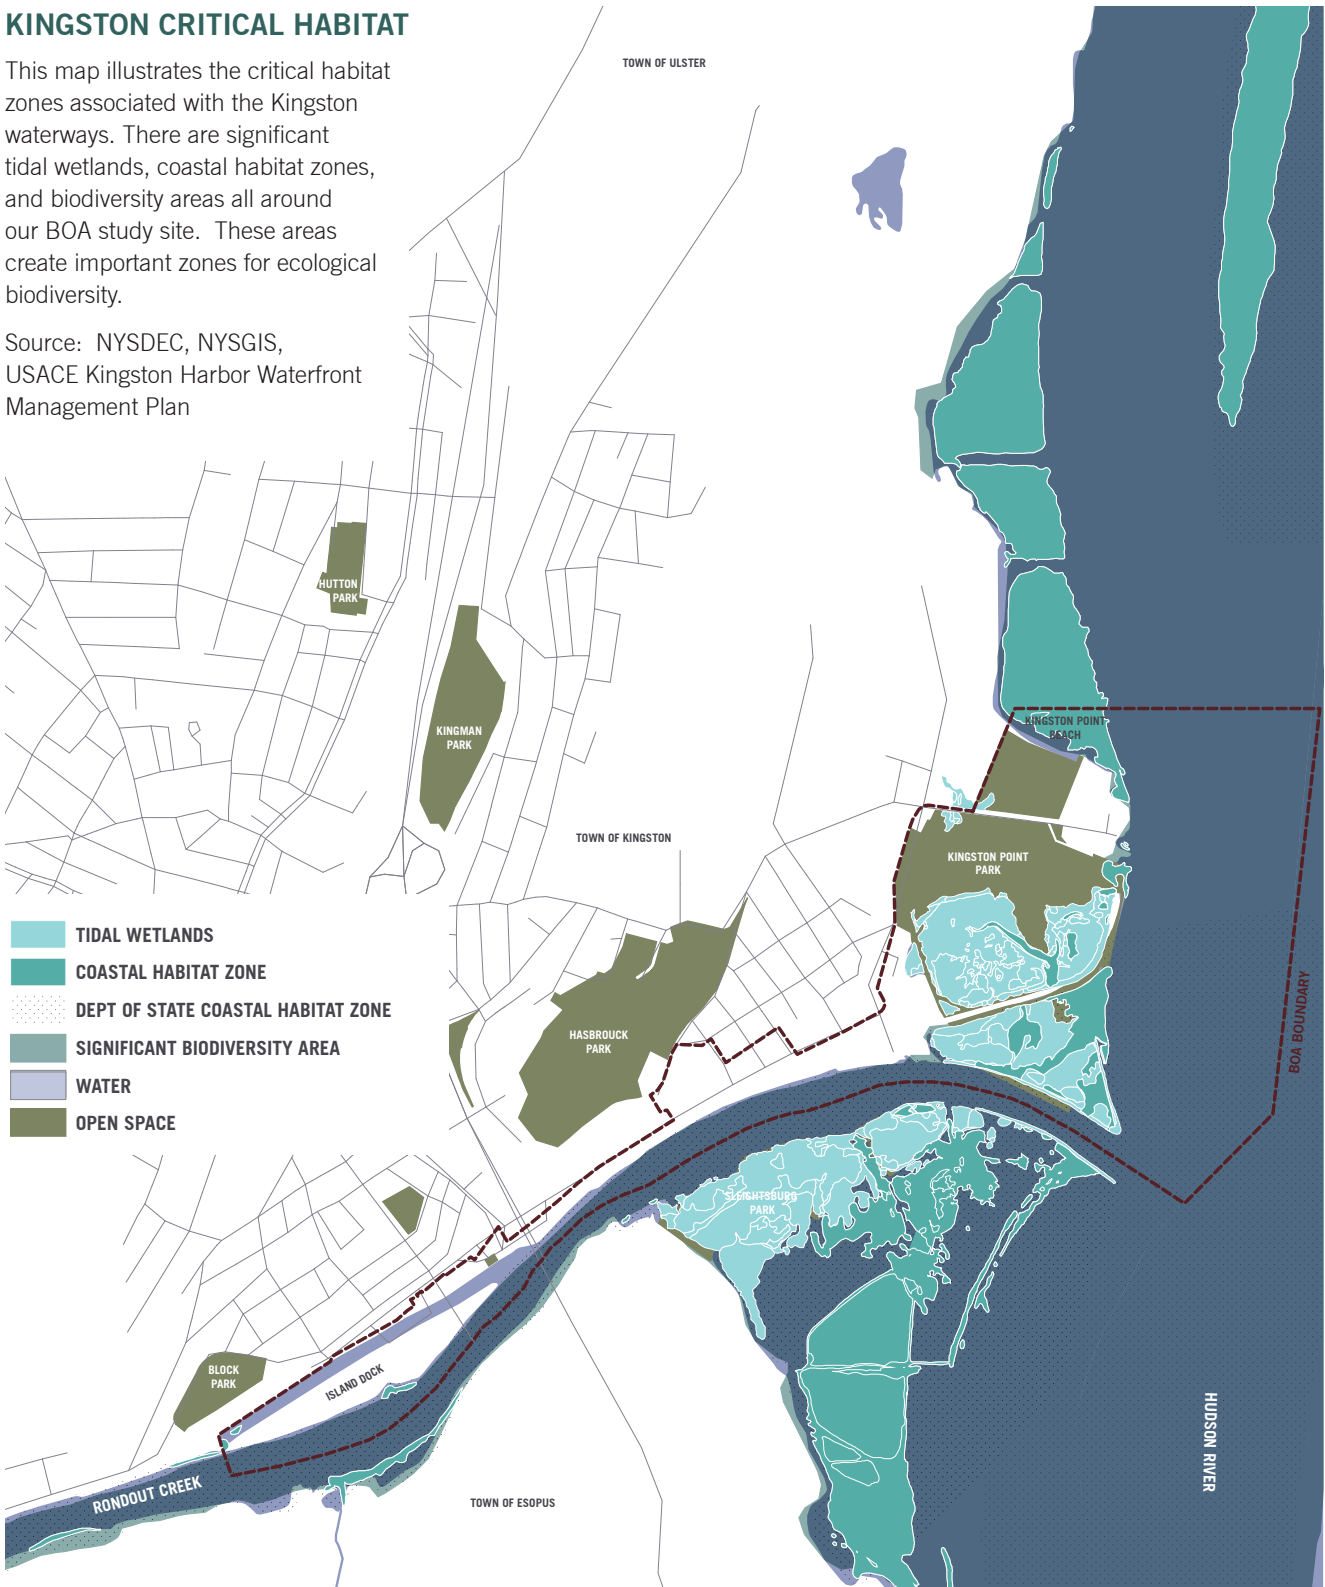 KINGSTON CRITICAL HABITAT
This map illustrates the critical habitat
zones associated with the Kingston
waterways. There are significant
tidal wetlands, coastal habitat zones,
and biodiversity areas all around
our BOA study site. These areas
create important zones for ecological
biodiversity.
Source: NYSDEC, NYSGIS,
USACE Kingston Harbor Waterfront
Management Plan
TOWN OF ULSTER
HUTTON
PARK
KINGMAN
PARK
KINGSTON POINT
BEACH
TOWN OF KINGSTON
KINGSTON POINT
PARK
TIDAL WETLANDS
COASTAL HABITAT ZONE
DEPT OF STATE COASTAL HABITAT ZONE
SIGNIFICANT BIODIVERSITY AREA
WATER
OPEN SPACE
HASBROUCK
PARK
BOA BOUNDARY
SLEIGHTSBURG
PARK
BLOCK
PARK
ISLAND DOCK
HUDSON RIVER
RONDOUT CREEK
TOWN OF ESOPUS